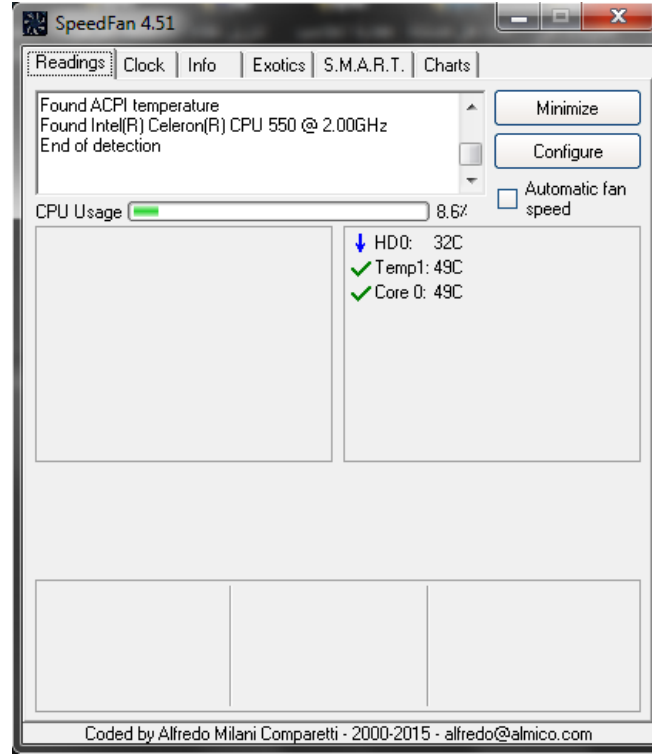 SpeedFan 4.51
Readings Clock Info Exotics S.M.A.R.T. Charts
Found ACPI temperature
Found Intel(R) Celeron(R) CPU 550 @ 2.00GHz
End of detection
Minimize
Configure
Automatic fan
speed
CPU Usage 8.6%
HD0: 32C
Temp1: 49C
Core 0: 49C
Coded by Alfredo Milani Comparetti - 2000-2015 - alfredo@almico.com